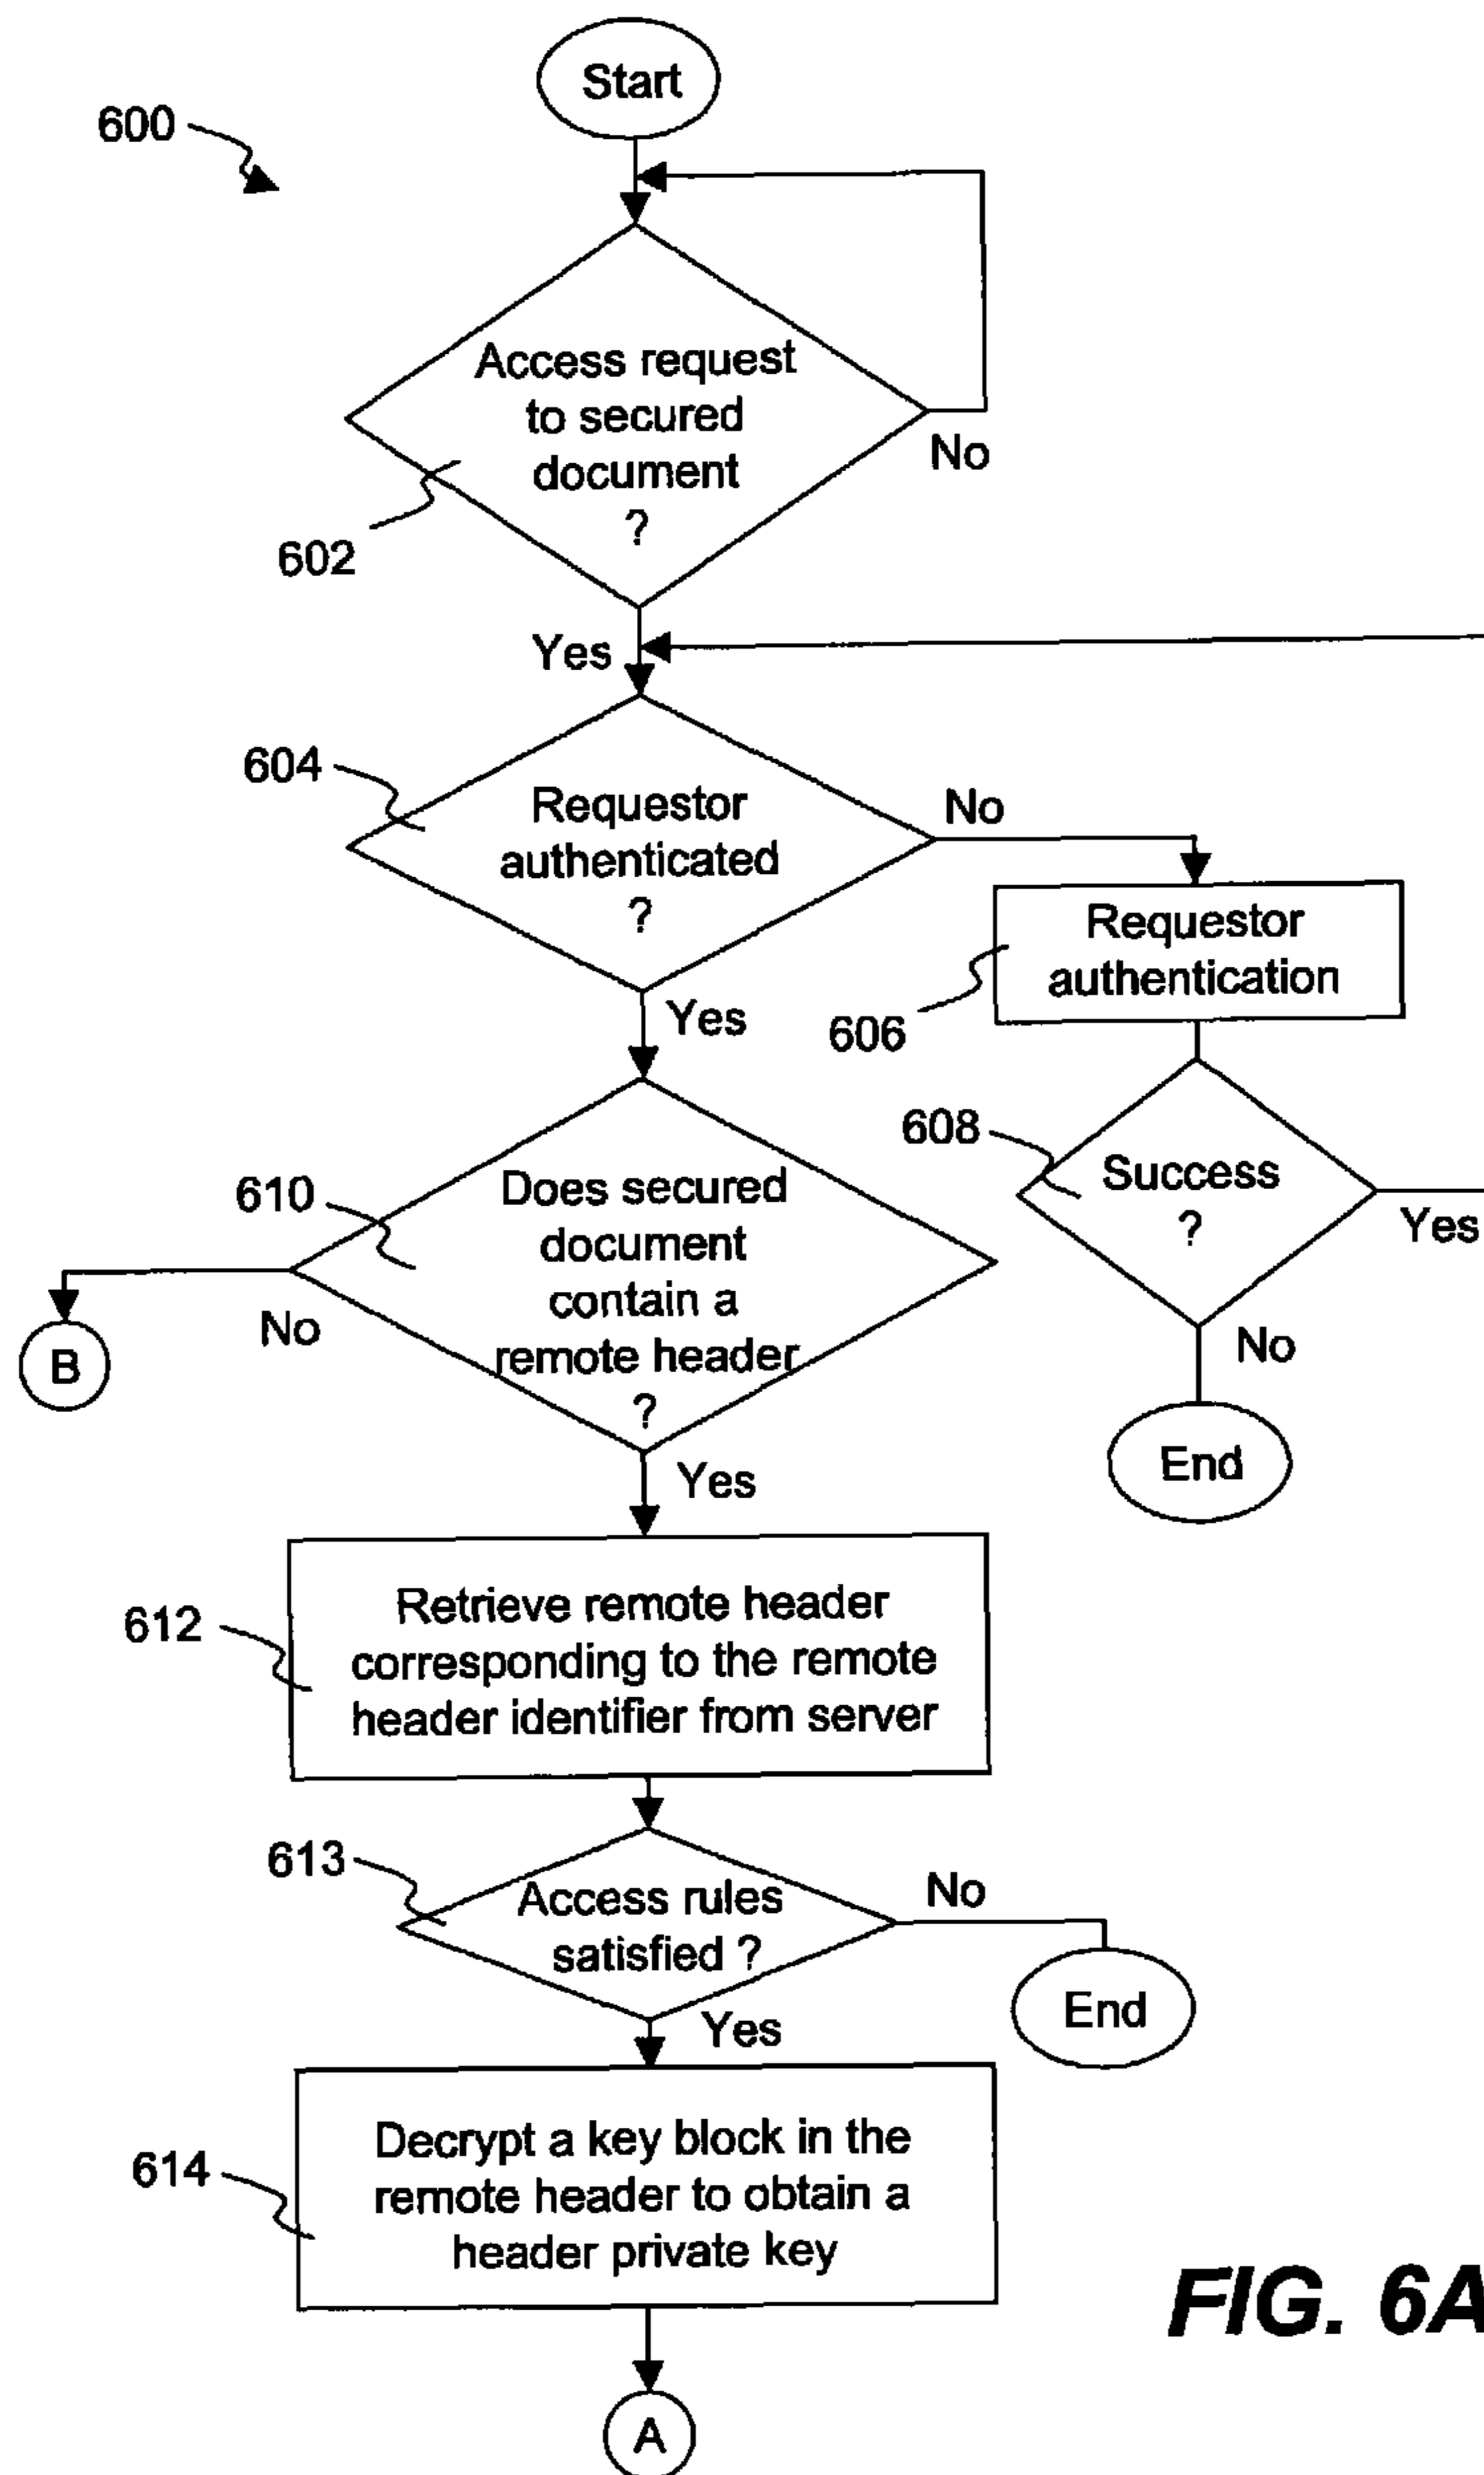 Start
600
Access request
to secured
document
?
No
602
Yes
604
Requestor
authenticated
?
No
Requestor
authentication
606
Yes
608
Success
?
Yes
No
End
610
Does secured
document
contain a
remote header
?
No
B
Yes
612
Retrieve remote header
corresponding to the remote
header identifier from server
613
Access rules
satisfied ?
No
End
Yes
614
Decrypt a key block in the
remote header to obtain a
header private key
FIG. 6A
A